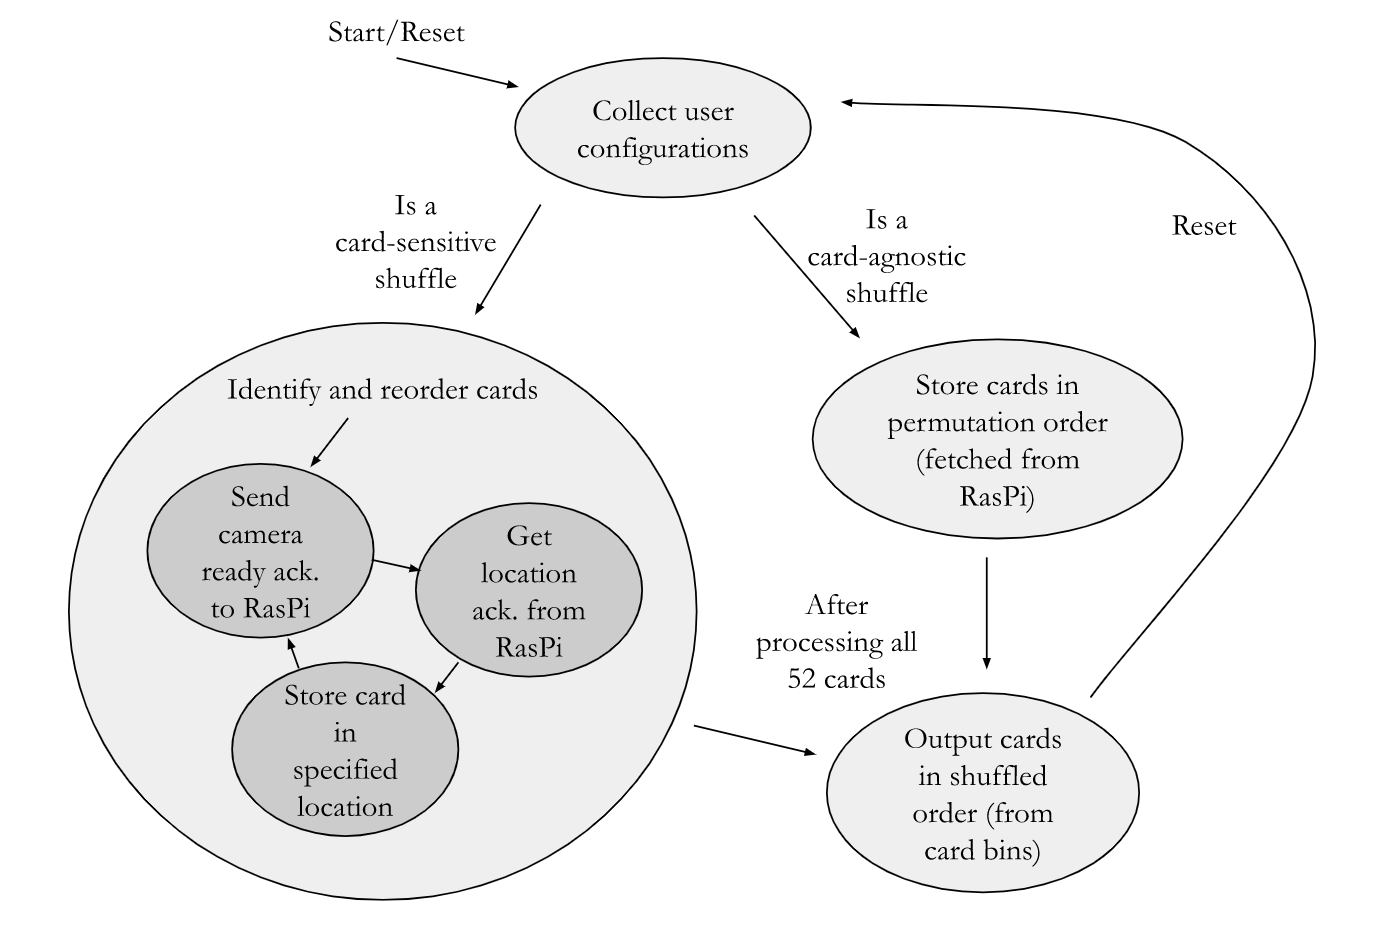 Start/Reset
Collect user
configurations
Is a
card-sensitive
shuffle
Is a
card-agnostic
shuffle
Reset
Identify and reorder cards
Send
camera
ready ack.
to RasPi
Get
location
ack. from
RasPi
Store card
in
specified
location
Store cards in
permutation order
(fetched from
RasPi)
After
processing all
52 cards
Output cards
in shuffled
order (from
card bins)